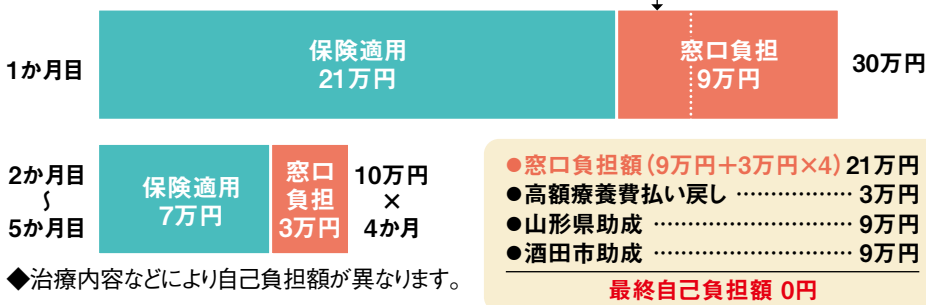 1か月目
保険適用
21万円
窓口負担
9万円
30万円
2か月目
〜
5か月目
保険適用
7万円
窓口
負担
3万円
10万円
×
4か月
◆治療内容などにより自己負担額が異なります。
●窓口負担額(9万円+3万円×4) 21万円
●高額療養費払い戻し ……………… 3万円
●山形県助成 ………………………… 9万円
●酒田市助成 ………………………… 9万円
最終自己負担額 0円